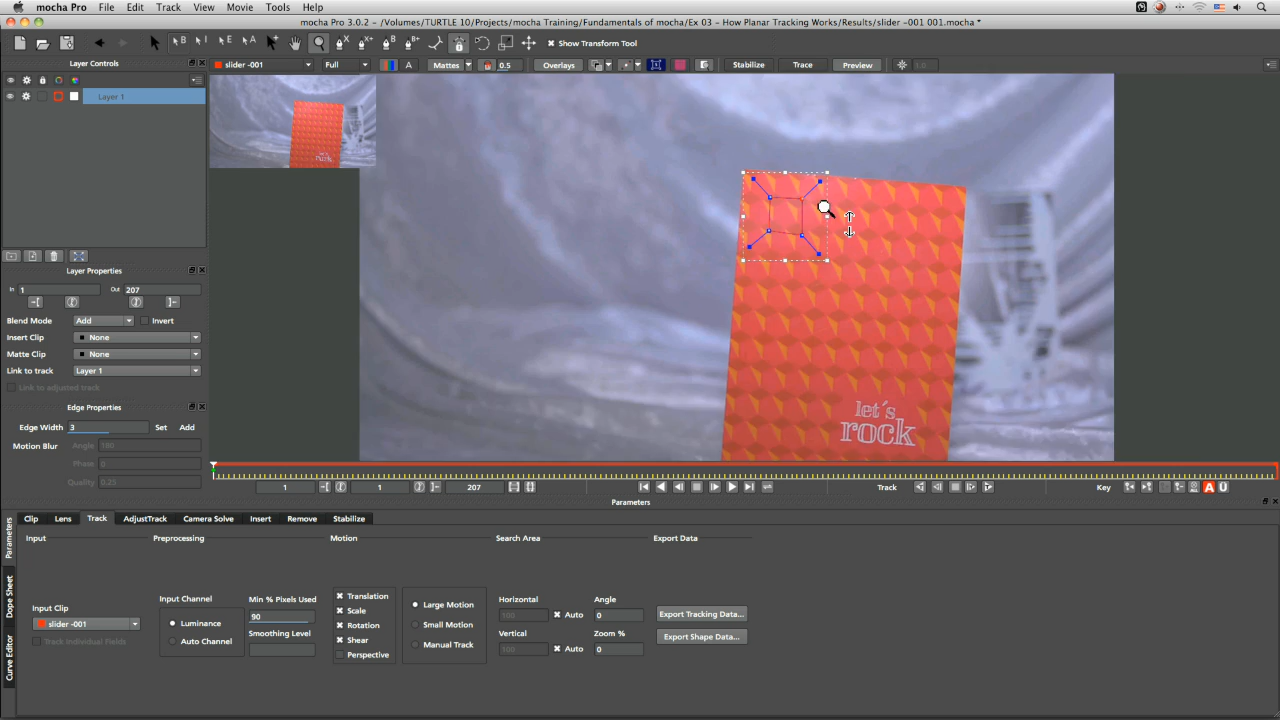 mocha Pro File Edit Track View Movie Tools Help
mocha Pro 3.0.2 - /Volumes/TURTLE 10/Projects/mocha Training/Fundamentals of mocha/Ex 03 - How Planar Tracking Works/Results/slider -001 001.mocha *
B I E A X X+ B B+ Show Transform Tool
Layer Controls
slider -001 Full A Mattes 0.5 Overlays Stabilize Trace Preview 1.0
Layer 1
let´s
rock
let´s
rock
Layer Properties
In 1 Out 207
Blend Mode Add Invert
Insert Clip None
Matte Clip None
Link to track Layer 1
Link to adjusted track
Edge Properties
Edge Width 3 Set Add
Motion Blur Angle 180
Phase 0
Quality 0.25
1 1 207 Track Key A U
Parameters
Parameters
Dope Sheet
Curve Editor
Clip Lens Track AdjustTrack Camera Solve Insert Remove Stabilize
Input Preprocessing Motion Search Area Export Data
Input Clip
slider -001
Track Individual Fields
Input Channel
Luminance
Auto Channel
Min % Pixels Used
90
Smoothing Level
Translation
Scale
Rotation
Shear
Perspective
Large Motion
Small Motion
Manual Track
Horizontal Angle
100 Auto 0
Vertical Zoom %
100 Auto 0
Export Tracking Data...
Export Shape Data...